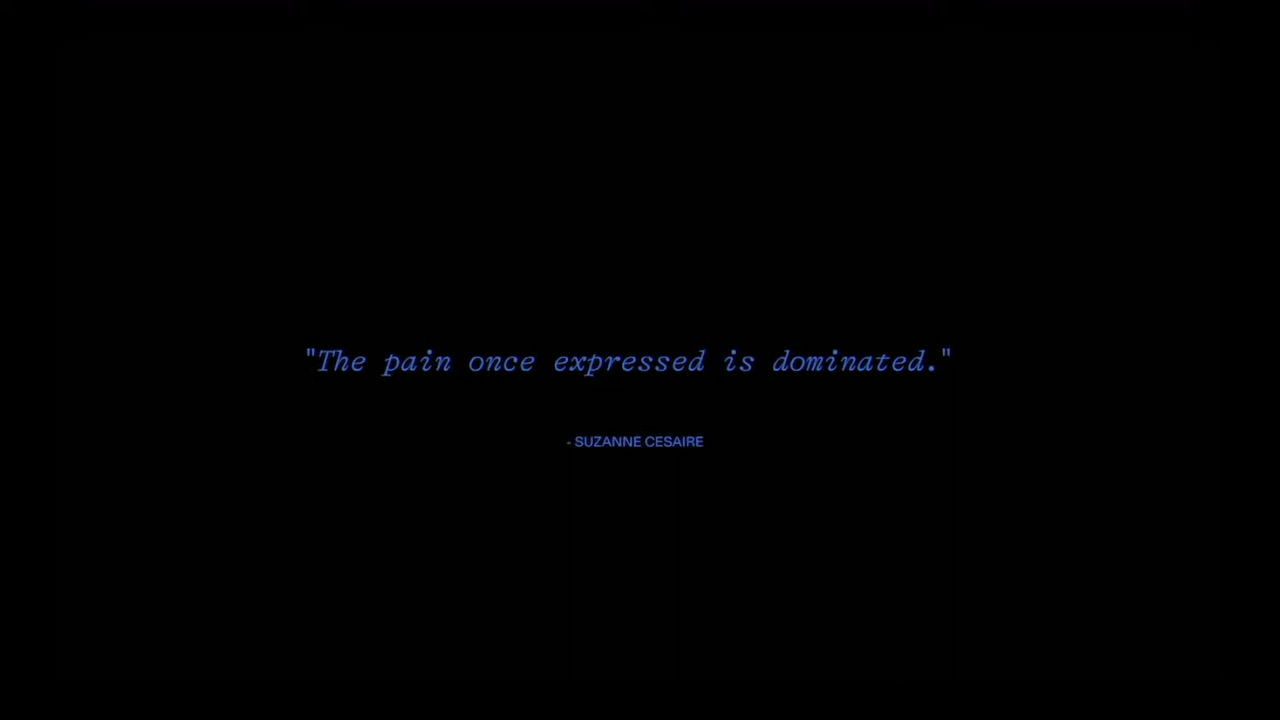 "The pain once expressed is dominated."
- SUZANNE CESAIRE